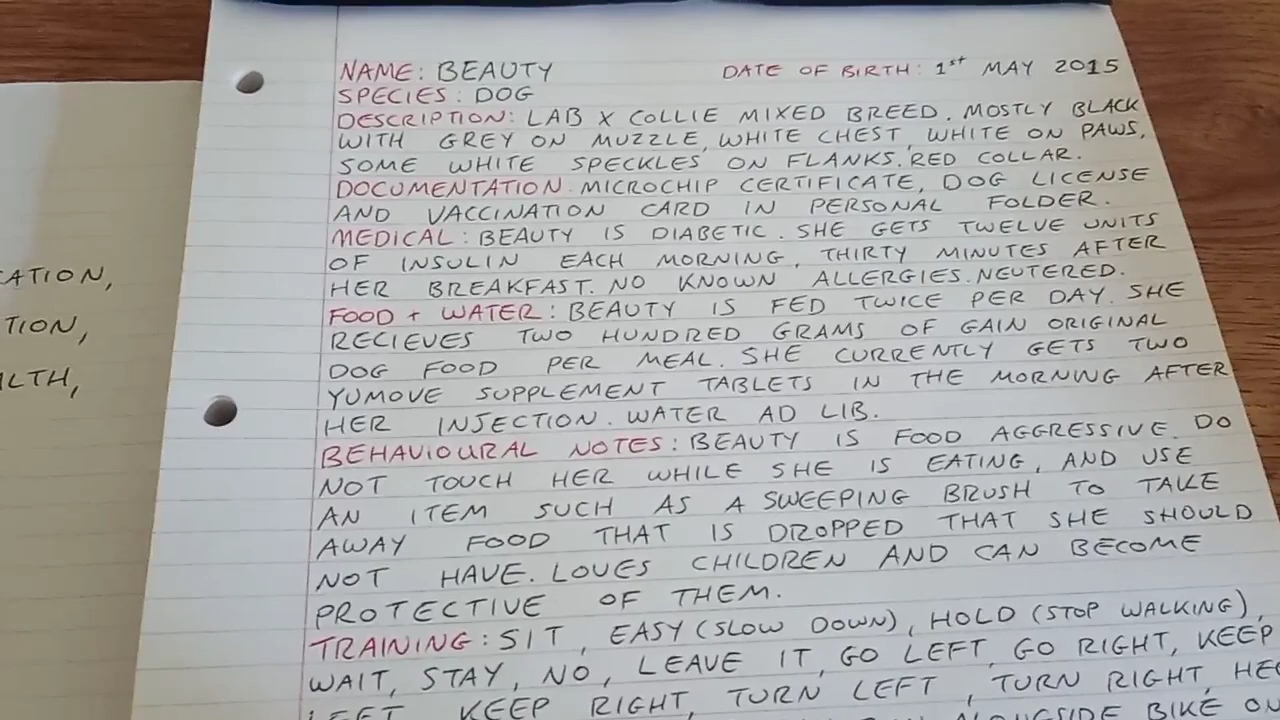 NAME: BEAUTY DATE OF BIRTH: 1st MAY 2015
SPECIES: DOG
DESCRIPTION: LAB X COLLIE MIXED BREED. MOSTLY BLACK
WITH GREY ON MUZZLE, WHITE CHEST, WHITE ON PAWS,
SOME WHITE SPECKLES ON FLANKS. RED COLLAR.
DOCUMENTATION: MICROCHIP CERTIFICATE, DOG LICENSE
AND VACCINATION CARD IN PERSONAL FOLDER.
MEDICAL: BEAUTY IS DIABETIC. SHE GETS TWELVE UNITS
OF INSULIN EACH MORNING, THIRTY MINUTES AFTER
HER BREAKFAST. NO KNOWN ALLERGIES. NEUTERED.
FOOD + WATER: BEAUTY IS FED TWICE PER DAY. SHE
RECIEVES TWO HUNDRED GRAMS OF GAIN ORIGINAL
DOG FOOD PER MEAL. SHE CURRENTLY GETS TWO
YUMOVE SUPPLEMENT TABLETS IN THE MORNING AFTER
HER INJECTION. WATER AD LIB.
BEHAVIOURAL NOTES: BEAUTY IS FOOD AGGRESSIVE. DO
NOT TOUCH HER WHILE SHE IS EATING, AND USE
AN ITEM SUCH AS A SWEEPING BRUSH TO TAKE
AWAY FOOD THAT IS DROPPED THAT SHE SHOULD
NOT HAVE. LOVES CHILDREN AND CAN BECOME
PROTECTIVE OF THEM.
TRAINING: SIT, EASY (SLOW DOWN), HOLD (STOP WALKING),
WAIT, STAY, NO, LEAVE IT, GO LEFT, GO RIGHT, KEEP
LEFT, KEEP RIGHT, TURN LEFT, TURN RIGHT,
ALONGSIDE BIKE ON
CATION,
TION,
ALTH,